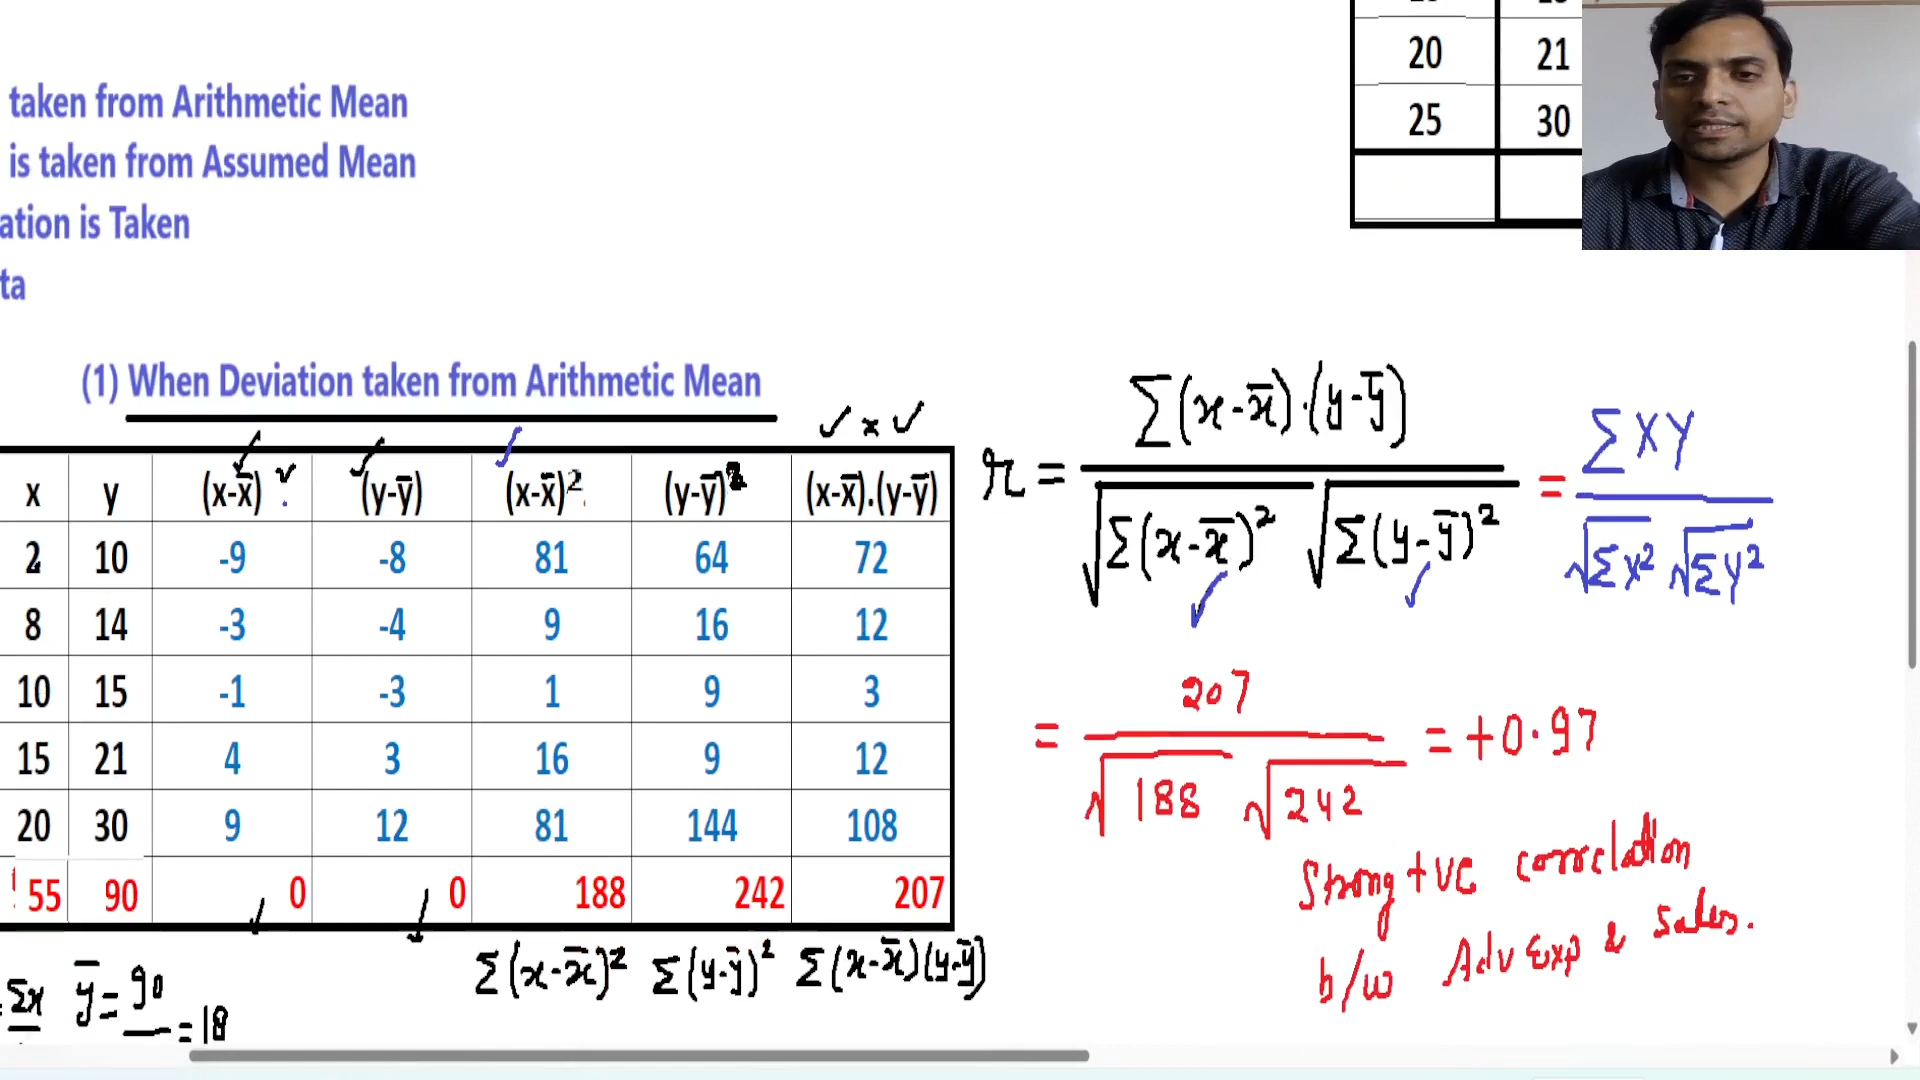 20 21
25 30
taken from Arithmetic Mean
is taken from Assumed Mean
ation is Taken
ta
(1) When Deviation taken from Arithmetic Mean
✓ x ✓
x y (x-x̄) (y-ȳ) (x-x̄)² (y-ȳ)² (x-x̄).(y-ȳ)
2 10 -9 -8 81 64 72
8 14 -3 -4 9 16 12
10 15 -1 -3 1 9 3
15 21 4 3 16 9 12
20 30 9 12 81 144 108
55 90 0 0 188 242 207
Σ(x-x̄)² Σ(y-ȳ)² Σ(x-x̄)(y-ȳ)
= Σx ȳ = 90 = 18
r = Σ(x-x̄)·(y-ȳ) = ΣXY
√Σ(x-x̄)² √Σ(y-ȳ)² √ΣX² √ΣY²
= 207 = +0.97
√188 √242
Strong +ve correlation
b/w Adv Exp & Sales.